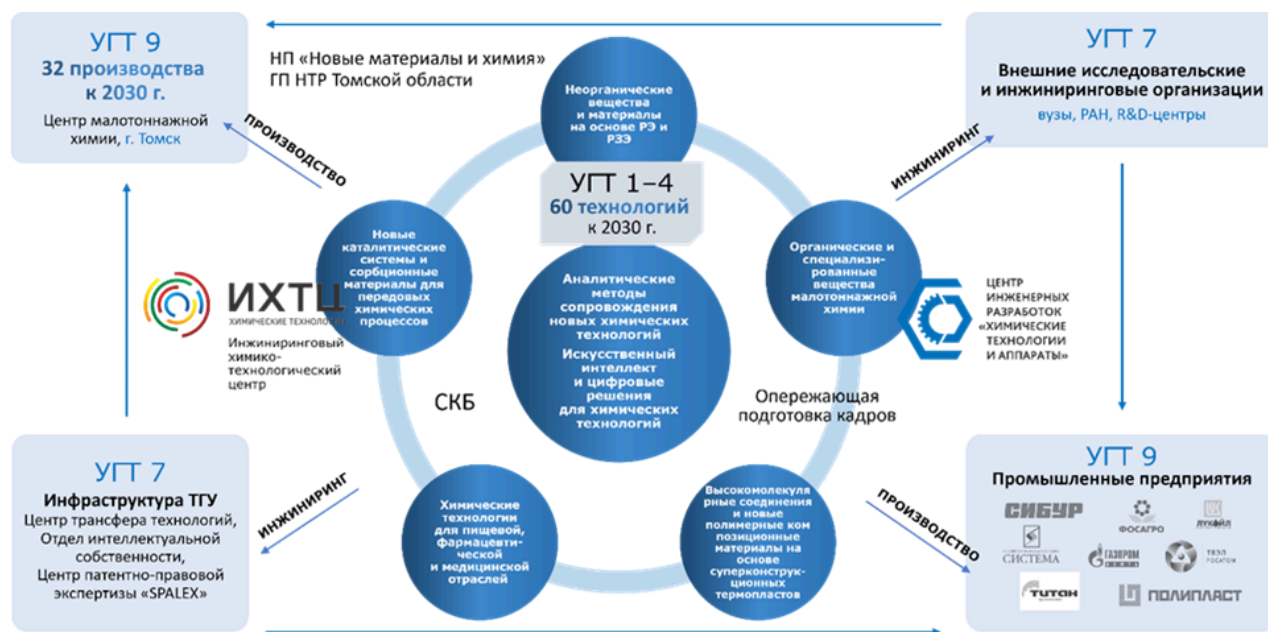 УГТ 9
32 производства
к 2030 г.
Центр малотоннажной
химии, г. Томск
НП «Новые материалы и химия»
ГП НТР Томской области
УГТ 7
Внешние исследовательские
и инжиниринговые организации
вузы, РАН, R&D-центры
ПРОИЗВОДСТВО
ИНЖИНИРИНГ
Неорганические
вещества
и материалы
на основе РЭ и
РЗЭ
УГТ 1–4
60 технологий
к 2030 г.
Новые
каталитические
системы и
сорбционные
материалы для
передовых
химических
процессов
Органические и
специализи-
рованные
вещества
малотоннажной
химии
Аналитические
методы
сопровождения
новых химических
технологий
Искусственный
интеллект
и цифровые
решения
для химических
технологий
ИХТЦ
ХИМИЧЕСКИЕ ТЕХНОЛОГИ
Инжиниринговый
химико-
технологический
центр
ЦЕНТР
ИНЖЕНЕРНЫХ
РАЗРАБОТОК
«ХИМИЧЕСКИЕ
ТЕХНОЛОГИИ
И АППАРАТЫ»
СКБ
Опережающая
подготовка кадров
УГТ 7
Инфраструктура ТГУ
Центр трансфера технологий,
Отдел интеллектуальной
собственности,
Центр патентно-правовой
экспертизы «SPALEX»
ИНЖИНИРИНГ
Химические
технологии
для пищевой,
фармацевти-
ческой
и медицинской
отраслей
Высокомолекуля
рные соединения
и новые
полимерные ком
позиционные
материалы на
основе
суперконструк-
ционных
термопластов
ПРОИЗВОДСТВО
УГТ 9
Промышленные предприятия
СИБУР
ФОСАГРО
ЛУКОЙЛ
СИСТЕМА
ГАЗПРОМ
НЕФТЬ
ТВЭЛ
РОСАТОМ
ТИТАН
ПОЛИПЛАСТ